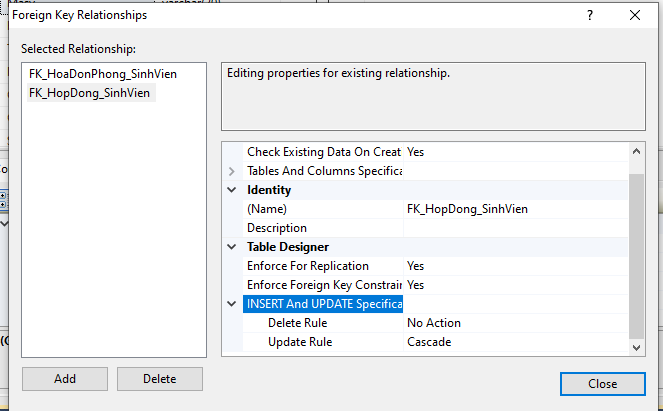 Foreign Key Relationships
?
Selected Relationship:
FK_HoaDonPhong_SinhVien
FK_HopDong_SinhVien
Editing properties for existing relationship.
Check Existing Data On Creat Yes
Tables And Columns Specifica
Identity
(Name) FK_HopDong_SinhVien
Description
Table Designer
Enforce For Replication Yes
Enforce Foreign Key Constrain Yes
INSERT And UPDATE Specifica
Delete Rule No Action
Update Rule Cascade
Add Delete
Close